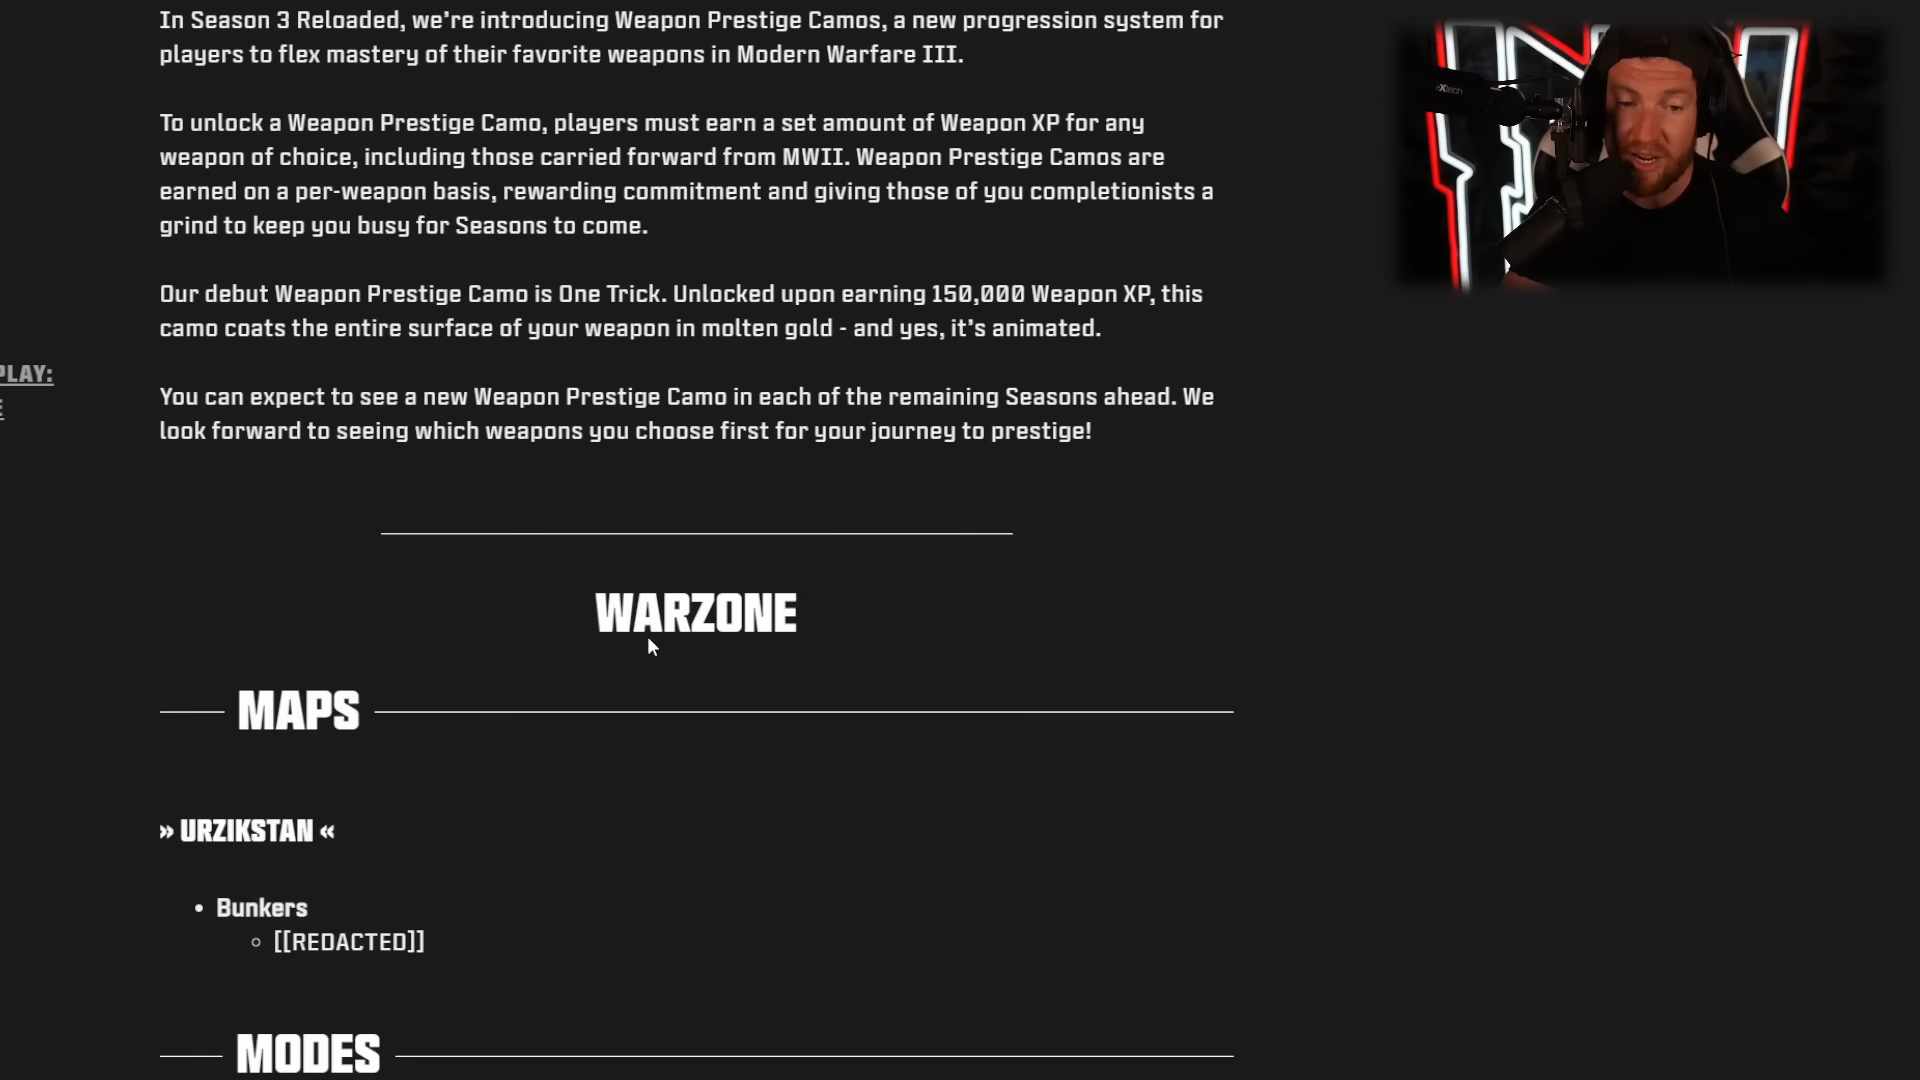 In Season 3 Reloaded, we're introducing Weapon Prestige Camos, a new progression system for
players to flex mastery of their favorite weapons in Modern Warfare III.
To unlock a Weapon Prestige Camo, players must earn a set amount of Weapon XP for any
weapon of choice, including those carried forward from MWII. Weapon Prestige Camos are
earned on a per-weapon basis, rewarding commitment and giving those of you completionists a
grind to keep you busy for Seasons to come.
Our debut Weapon Prestige Camo is One Trick. Unlocked upon earning 150,000 Weapon XP, this
camo coats the entire surface of your weapon in molten gold - and yes, it's animated.
PLAY:
You can expect to see a new Weapon Prestige Camo in each of the remaining Seasons ahead. We
look forward to seeing which weapons you choose first for your journey to prestige!
WARZONE
MAPS
» URZIKSTAN «
• Bunkers
○ [[REDACTED]]
MODES